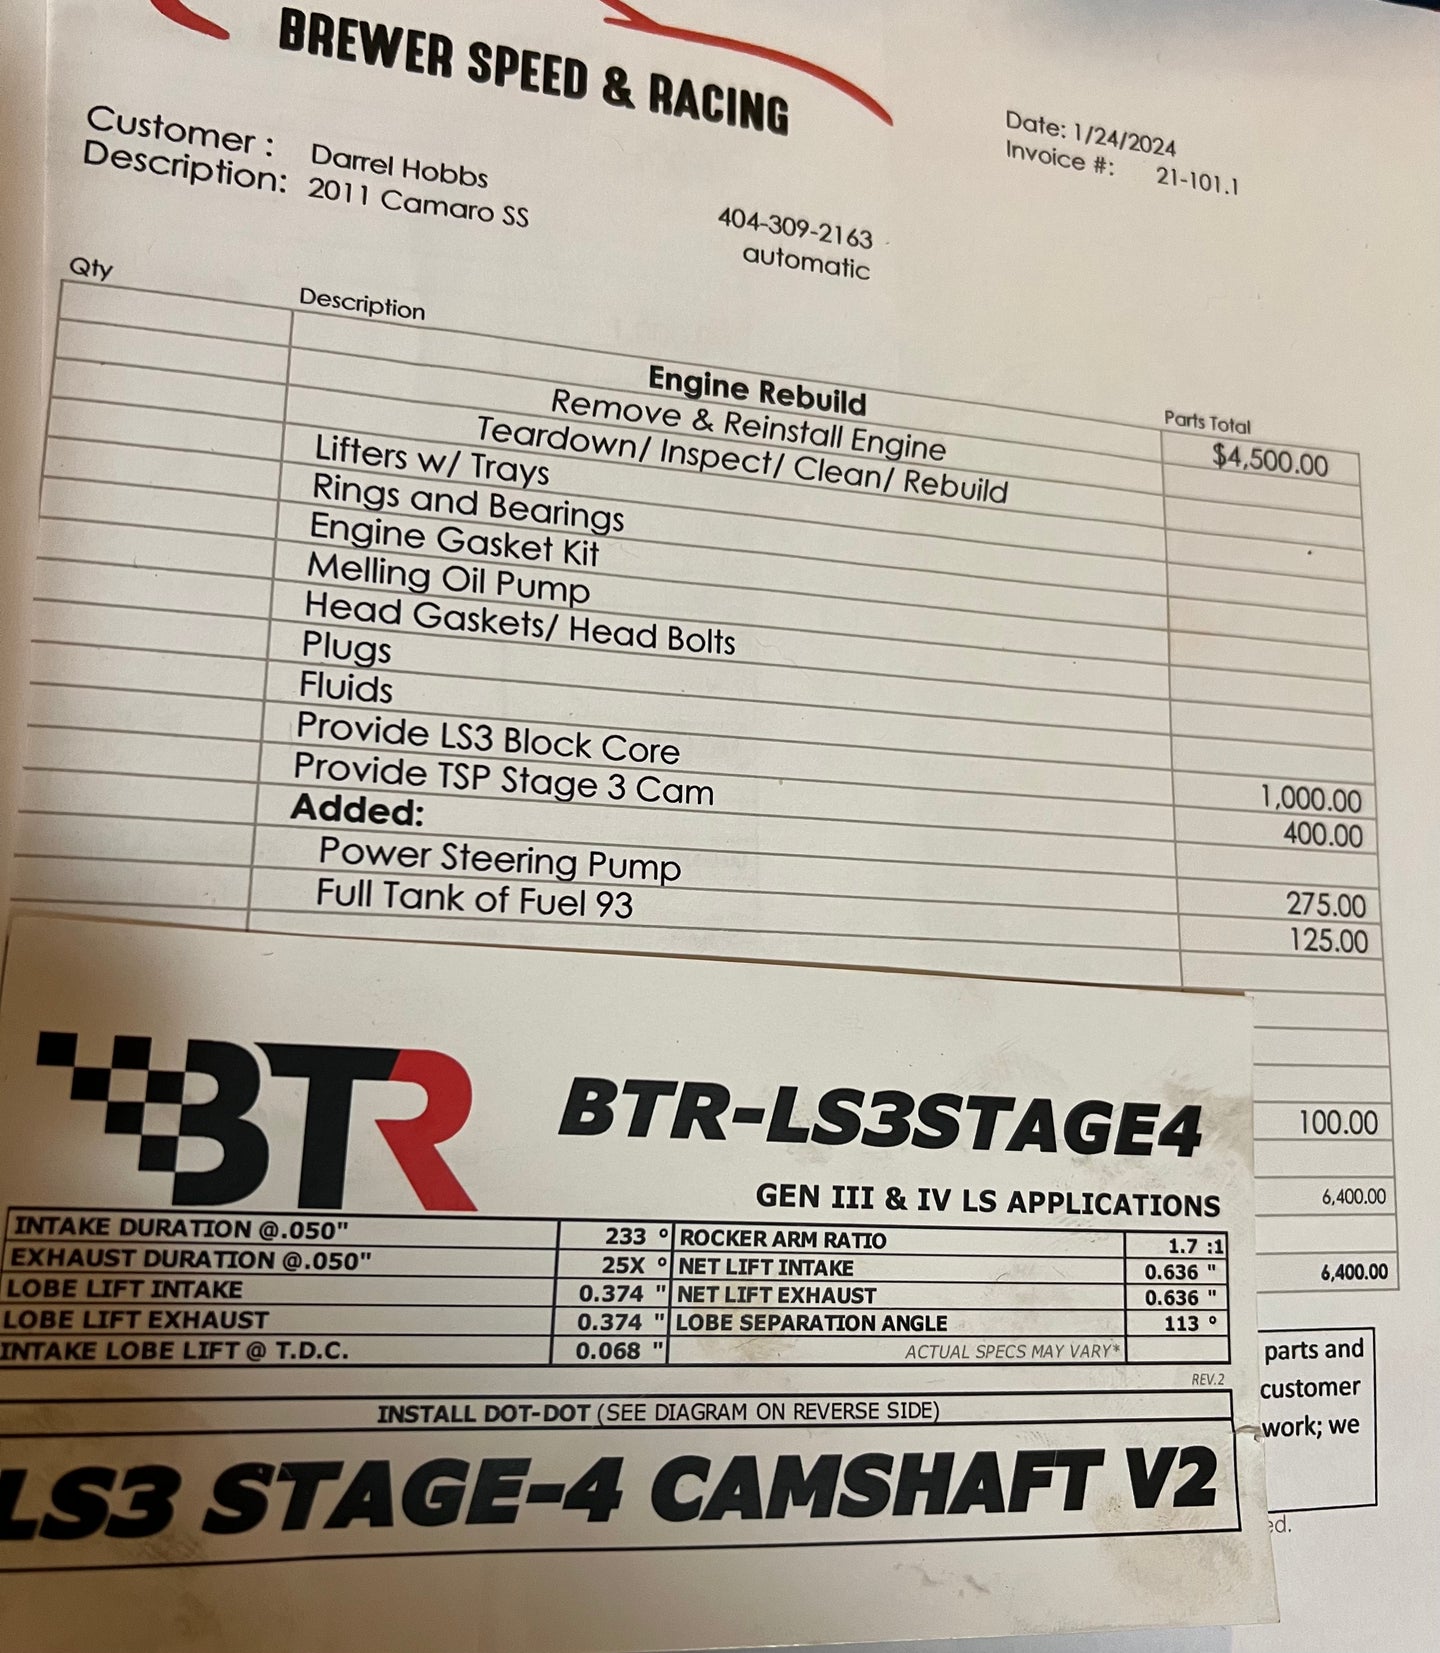 BREWER SPEED & RACING
Date: 1/24/2024
Invoice #: 21-101.1
Customer : Darrel Hobbs
Description: 2011 Camaro SS
404-309-2163
automatic
Qty Description Parts Total
Engine Rebuild $4,500.00
Remove & Reinstall Engine
Teardown/ Inspect/ Clean/ Rebuild
Lifters w/ Trays
Rings and Bearings
Engine Gasket Kit
Melling Oil Pump
Head Gaskets/ Head Bolts
Plugs
Fluids
Provide LS3 Block Core 1,000.00
Provide TSP Stage 3 Cam 400.00
Added:
Power Steering Pump 275.00
Full Tank of Fuel 93 125.00
100.00
6,400.00
6,400.00
parts and
customer
work; we
ed.
BTR
BTR-LS3STAGE4
GEN III & IV LS APPLICATIONS
INTAKE DURATION @.050" 233 ° ROCKER ARM RATIO 1.7 :1
EXHAUST DURATION @.050" 25X ° NET LIFT INTAKE 0.636 "
LOBE LIFT INTAKE 0.374 " NET LIFT EXHAUST 0.636 "
LOBE LIFT EXHAUST 0.374 " LOBE SEPARATION ANGLE 113 °
INTAKE LOBE LIFT @ T.D.C. 0.068 " ACTUAL SPECS MAY VARY*
REV.2
INSTALL DOT-DOT (SEE DIAGRAM ON REVERSE SIDE)
LS3 STAGE-4 CAMSHAFT V2